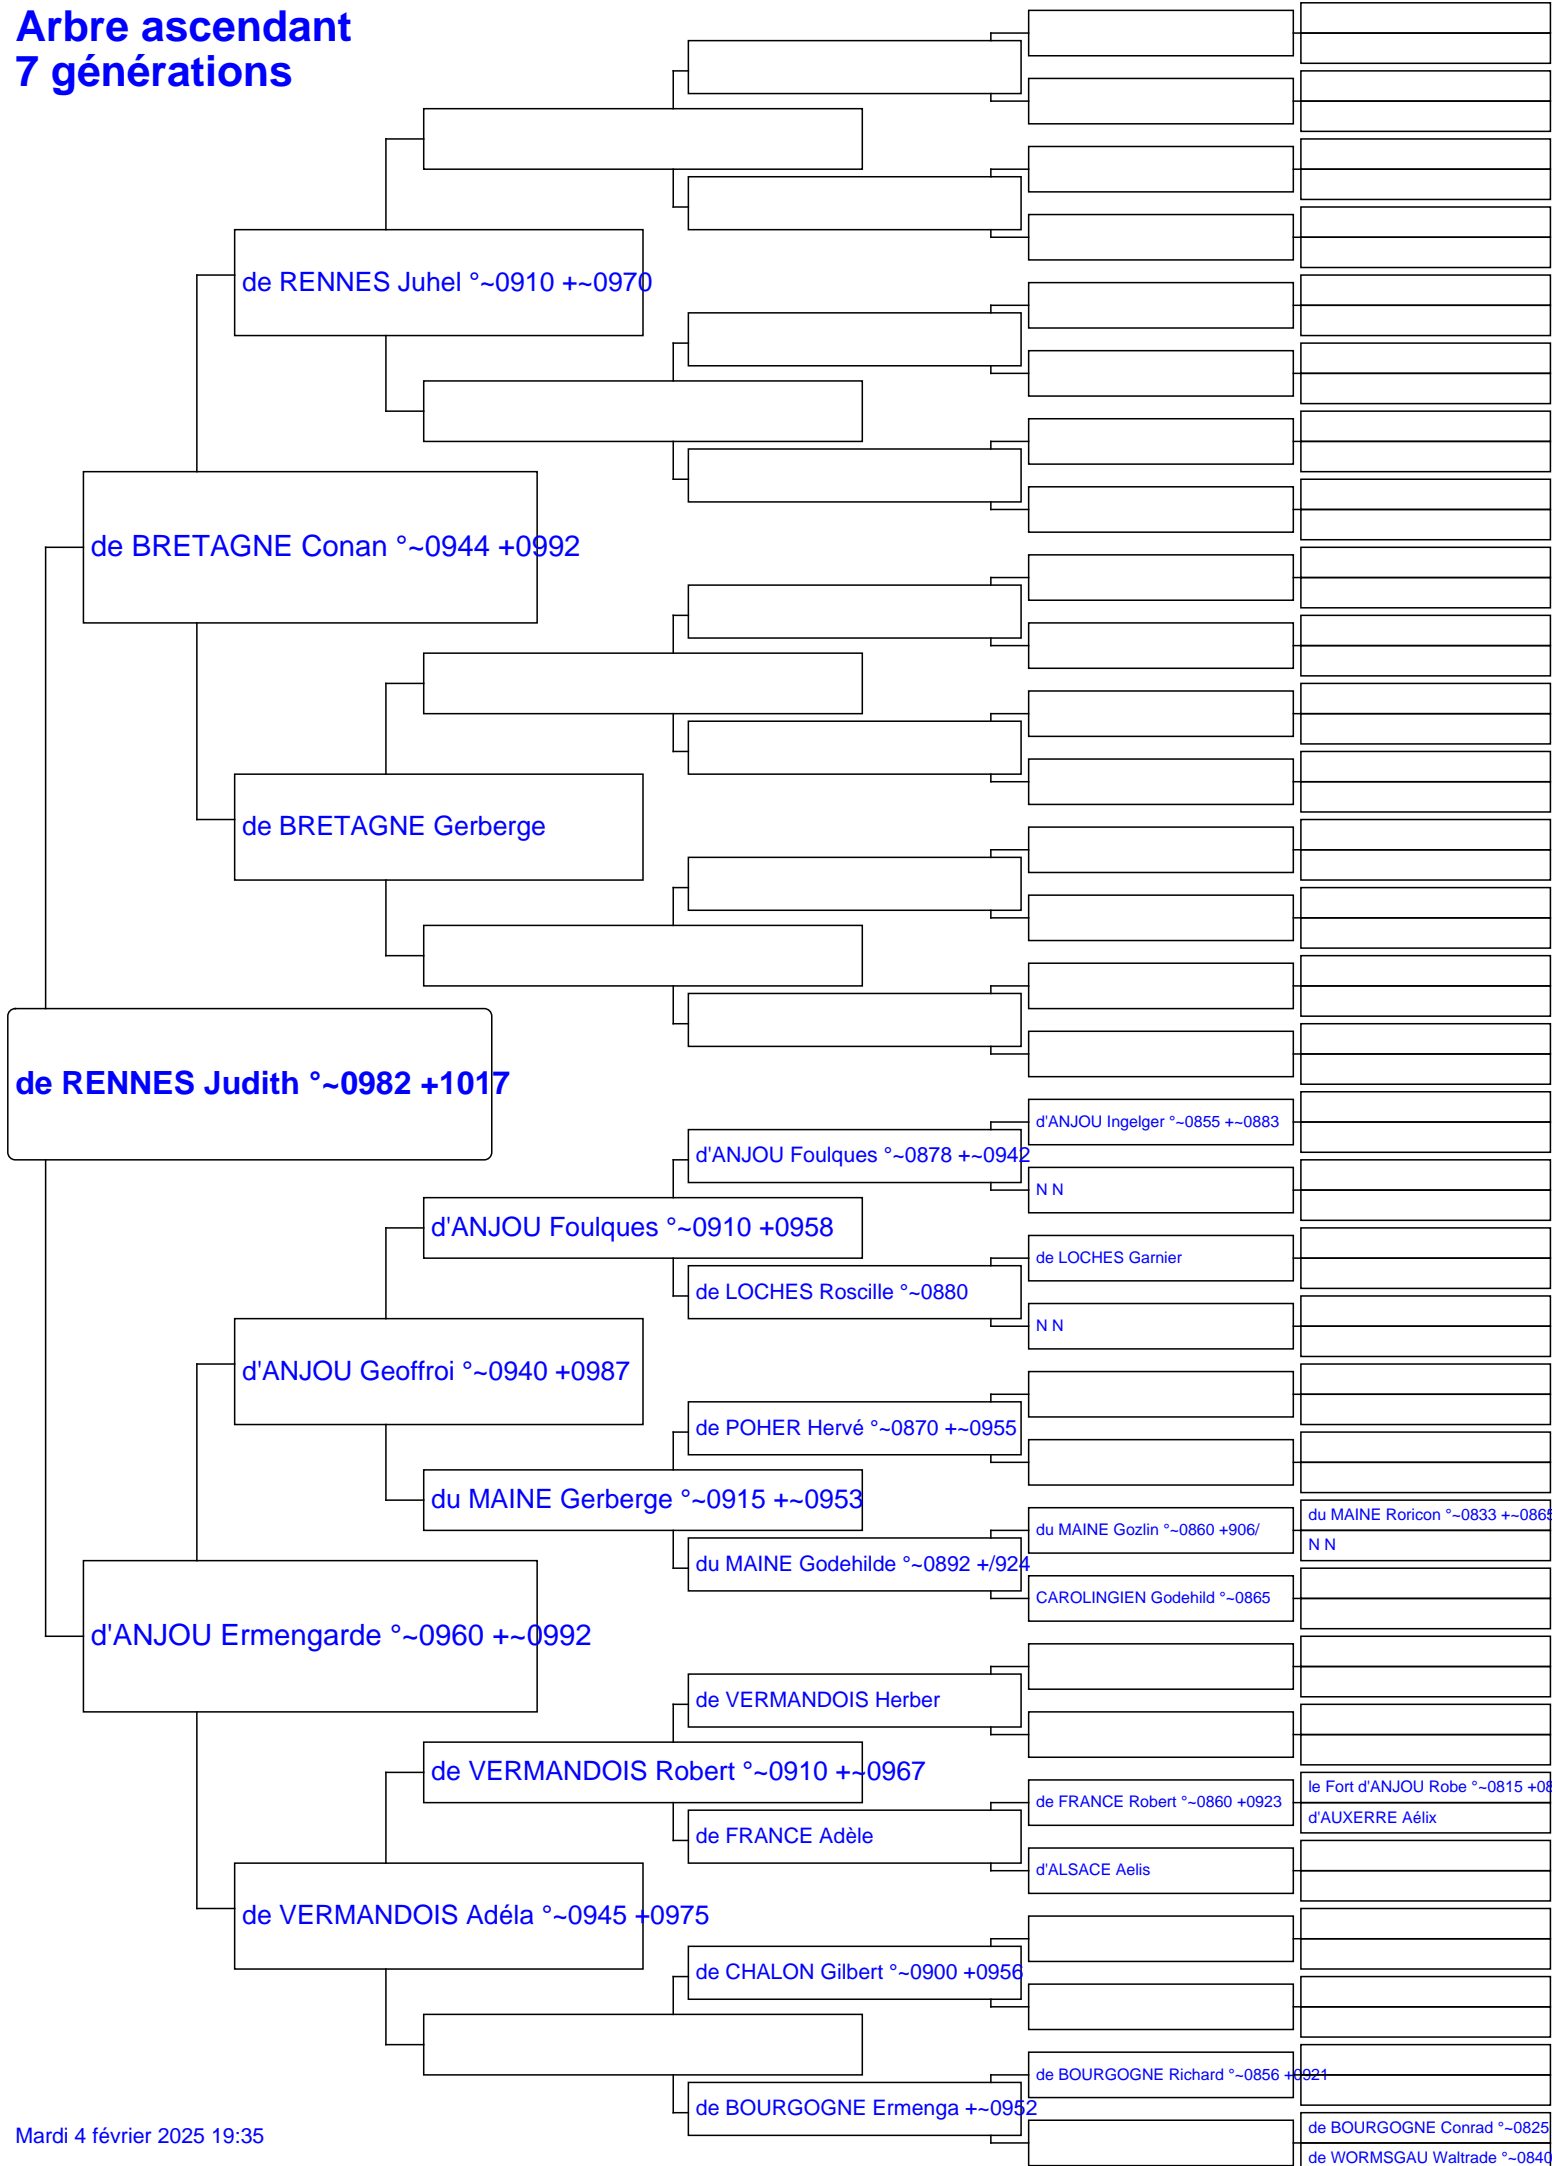 Arbre ascendant
7 générations
de RENNES Juhel °~0910 +~0970
de BRETAGNE Conan °~0944 +0992
de BRETAGNE Gerberge
de RENNES Judith °~0982 +1017
d'ANJOU Ingelger °~0855 +~0883
d'ANJOU Foulques °~0878 +~0942
N N
d'ANJOU Foulques °~0910 +0958
de LOCHES Garnier
de LOCHES Roscille °~0880
N N
d'ANJOU Geoffroi °~0940 +0987
de POHER Hervé °~0870 +~0955
du MAINE Gerberge °~0915 +~0953
du MAINE Roricon °~0833 +~0865
du MAINE Gozlin °~0860 +906/
N N
du MAINE Godehilde °~0892 +/924
CAROLINGIEN Godehild °~0865
d'ANJOU Ermengarde °~0960 +~0992
de VERMANDOIS Herber
de VERMANDOIS Robert °~0910 +~0967
le Fort d'ANJOU Robe °~0815 +08
de FRANCE Robert °~0860 +0923
d'AUXERRE Aélix
de FRANCE Adèle
d'ALSACE Aelis
de VERMANDOIS Adéla °~0945 +0975
de CHALON Gilbert °~0900 +0956
de BOURGOGNE Richard °~0856 +0921
de BOURGOGNE Ermenga +~0952
de BOURGOGNE Conrad °~0825
de WORMSGAU Waltrade °~0840
Mardi 4 février 2025 19:35